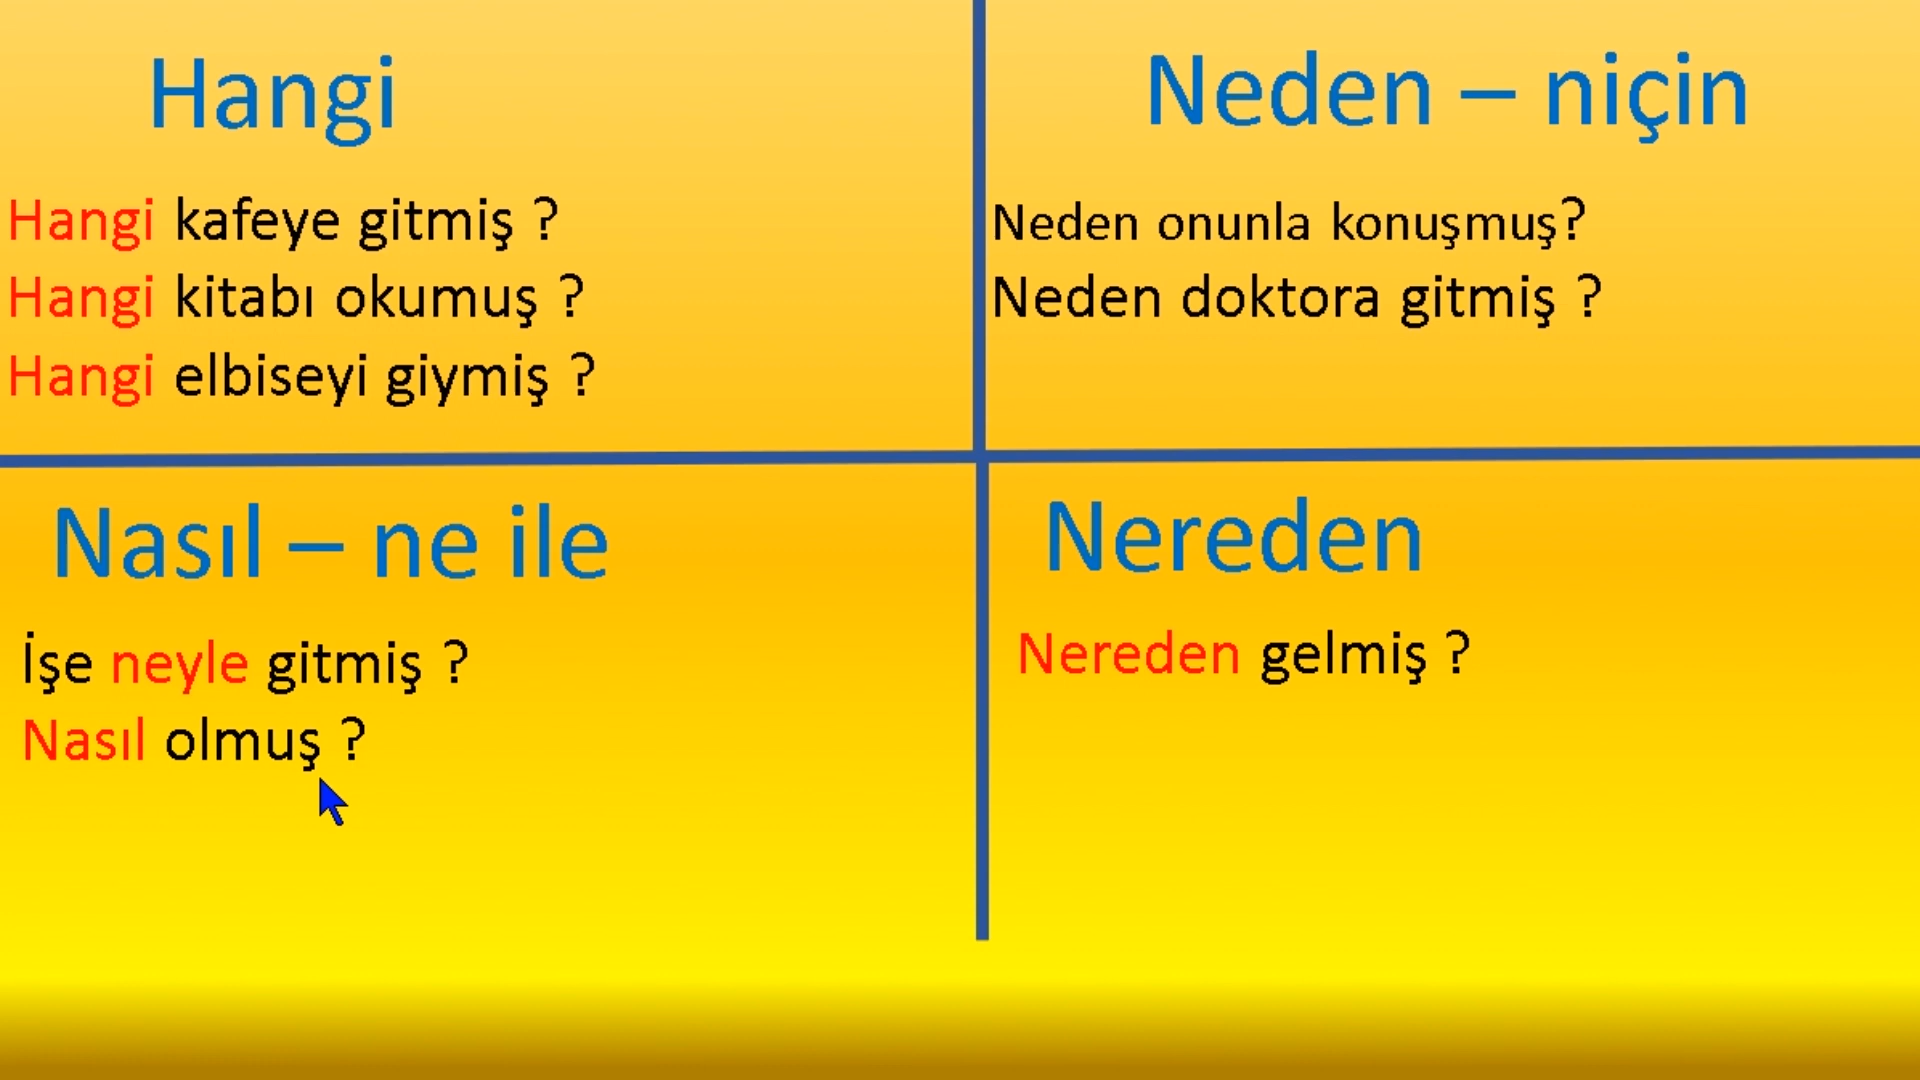 Hangi
Hangi kafeye gitmiş ?
Hangi kitabı okumuş ?
Hangi elbiseyi giymiş ?
Neden – niçin
Neden onunla konuşmuş?
Neden doktora gitmiş ?
Nasıl – ne ile
İşe neyle gitmiş ?
Nasıl olmuş ?
Nereden
Nereden gelmiş ?